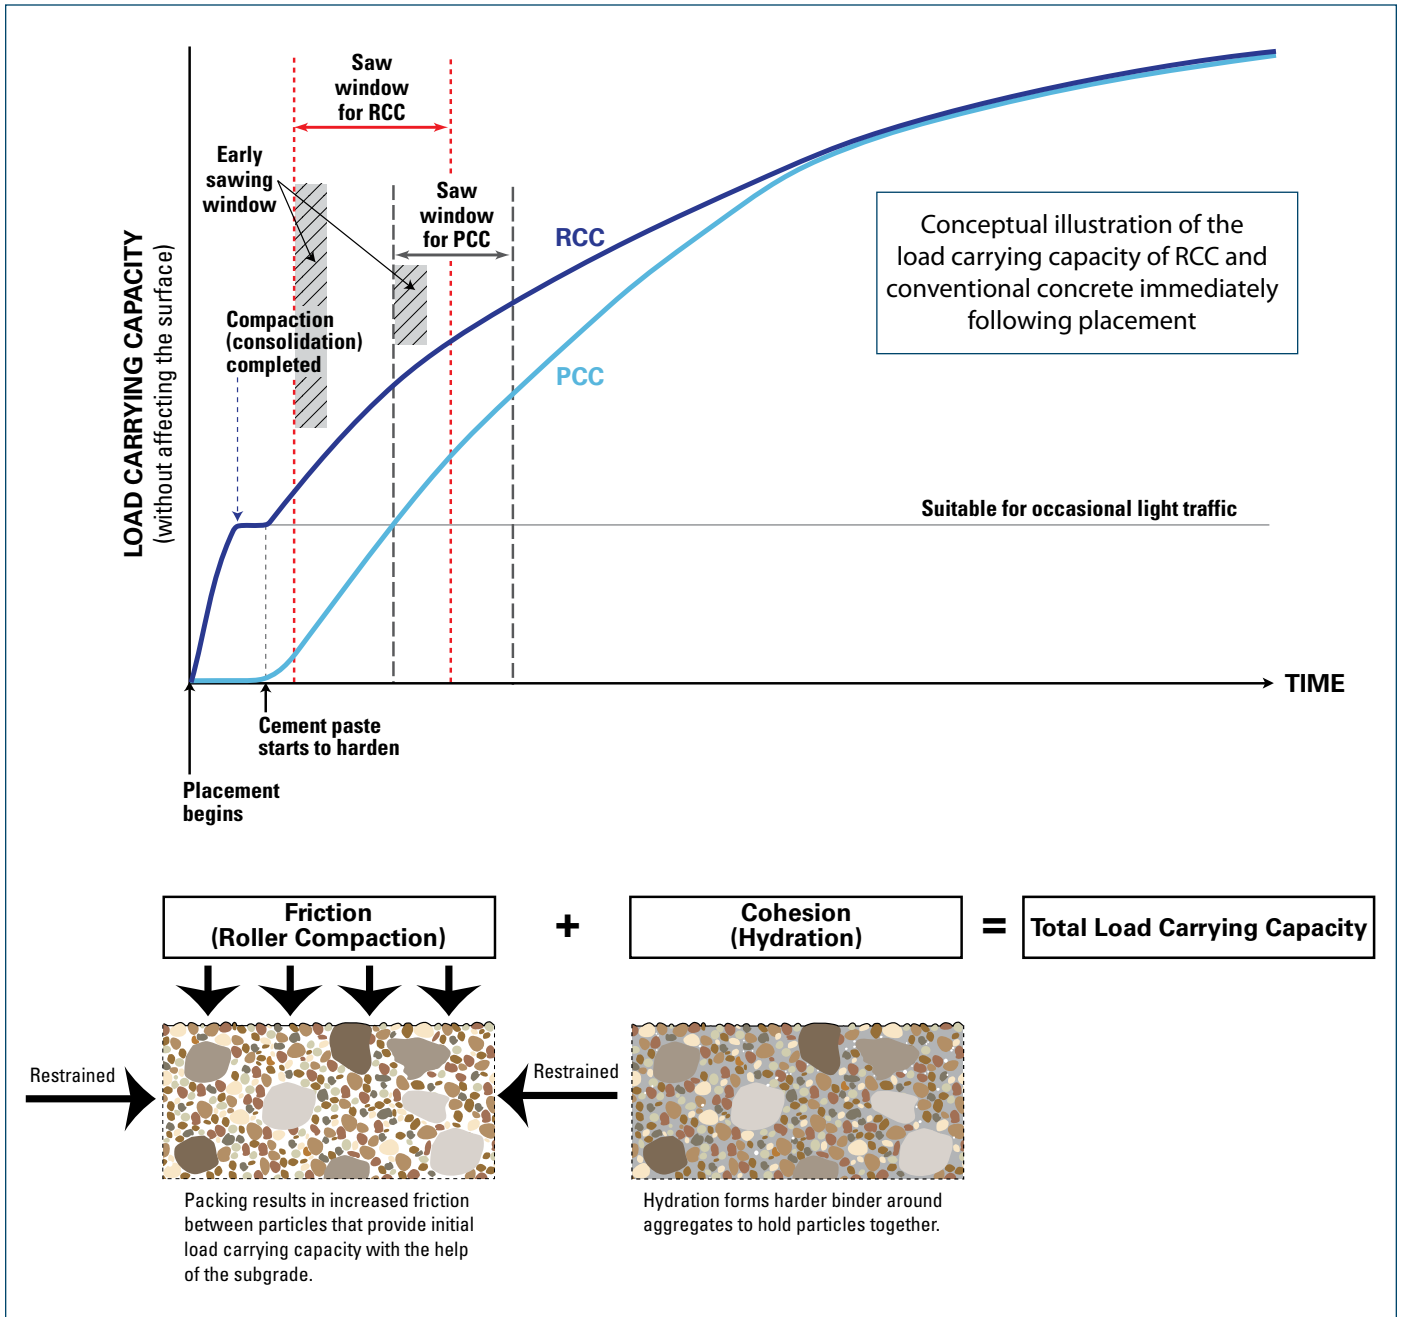 Saw
window
for RCC
Early
sawing
window
Saw
window
for PCC
RCC
Conceptual illustration of the
load carrying capacity of RCC and
conventional concrete immediately
following placement
Compaction
(consolidation)
completed
PCC
LOAD CARRYING CAPACITY
(without affecting the surface)
Suitable for occasional light traffic
TIME
Cement paste
starts to harden
Placement
begins
Friction
(Roller Compaction)
+
Cohesion
(Hydration)
=
Total Load Carrying Capacity
Restrained
Restrained
Packing results in increased friction
between particles that provide initial
load carrying capacity with the help
of the subgrade.
Hydration forms harder binder around
aggregates to hold particles together.